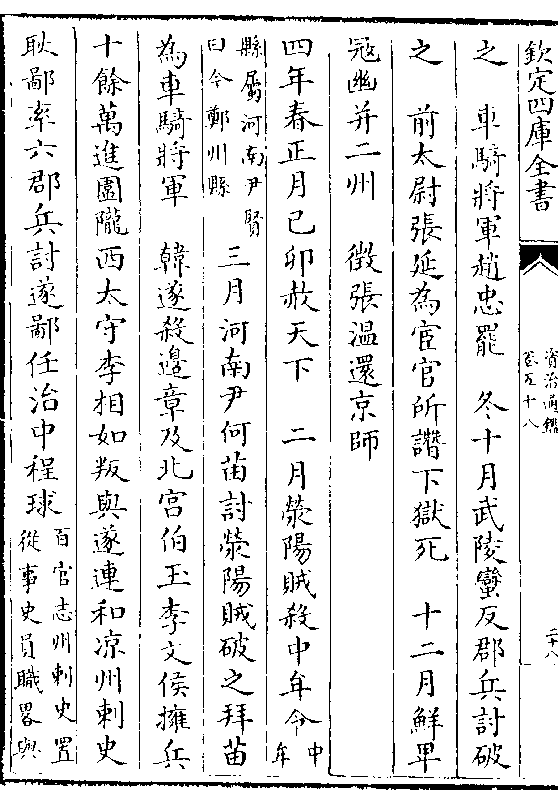 欽定四庫全書
資治通鑑
卷五十八
二十八
之　車騎將軍趙忠罷　冬十月武陵蠻反郡兵討破
之　前太尉張延為宦官所譖下獄死　十二月鮮卑
冦幽并二州　徵張温還京師
四年春正月己卯赦天下　二月滎陽賊殺中牟令中牟
縣屬河南尹賢
曰今鄭州縣
三月河南尹何苗討滎陽賊破之拜苗
為車騎將軍　韓遂殺邊章及北宫伯玉李文侯擁兵
十餘萬進圍隴西太守李相如叛與遂連和凉州刺史
耿鄙率六郡兵討遂鄙任治中程球
百官志州刺史置
從事史員職畧與